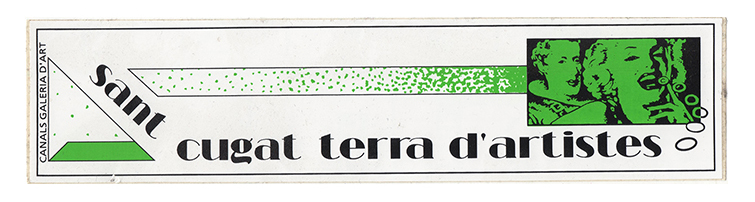 CANALS GALERIA D'ART
sant
cugat terra d'artistes